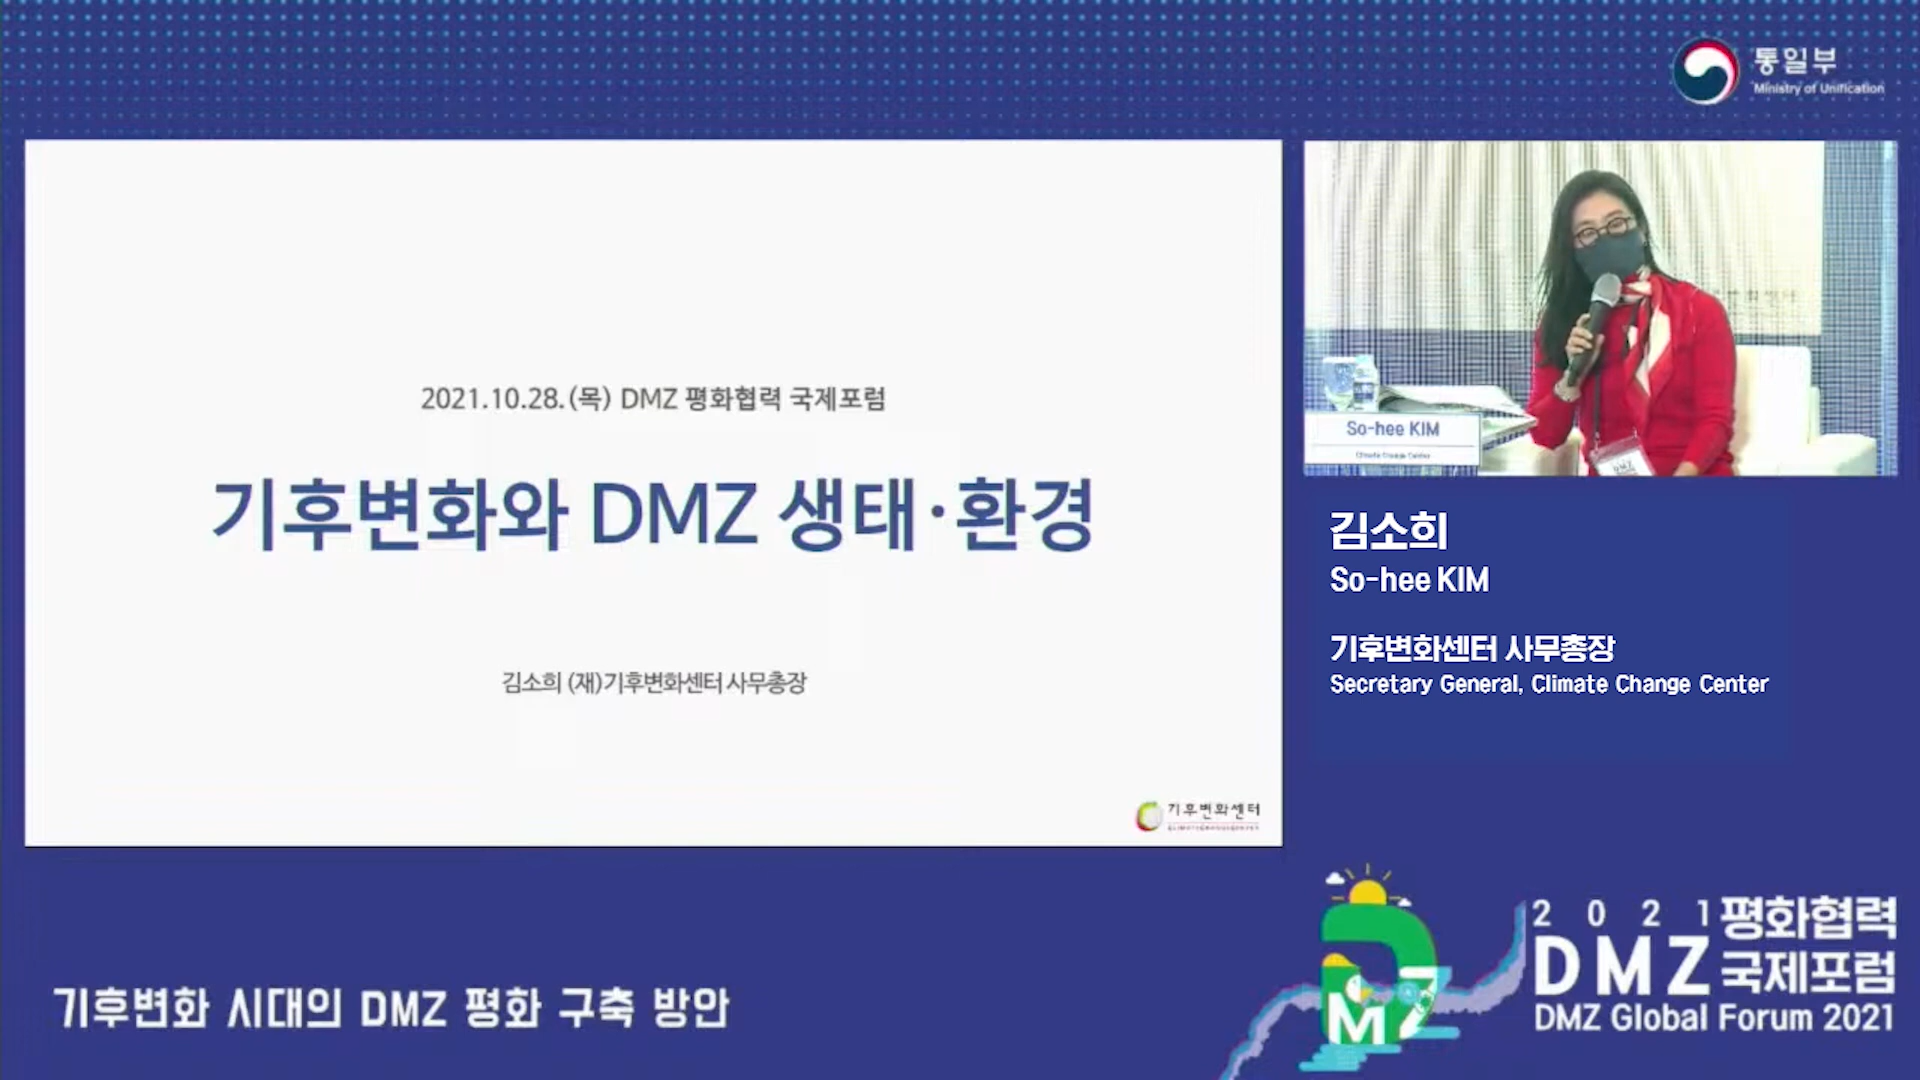 통일부
Ministry of Unification
2021.10.28.(목) DMZ 평화협력 국제포럼
기후변화와 DMZ 생태·환경
김소희 (재)기후변화센터 사무총장
기후변화센터
So-hee KIM
Climate Change Center
김소희
So-hee KIM
기후변화센터 사무총장
Secretary General, Climate Change Center
기후변화 시대의 DMZ 평화 구축 방안
DMZ
2021 평화협력
DMZ 국제포럼
DMZ Global Forum 2021